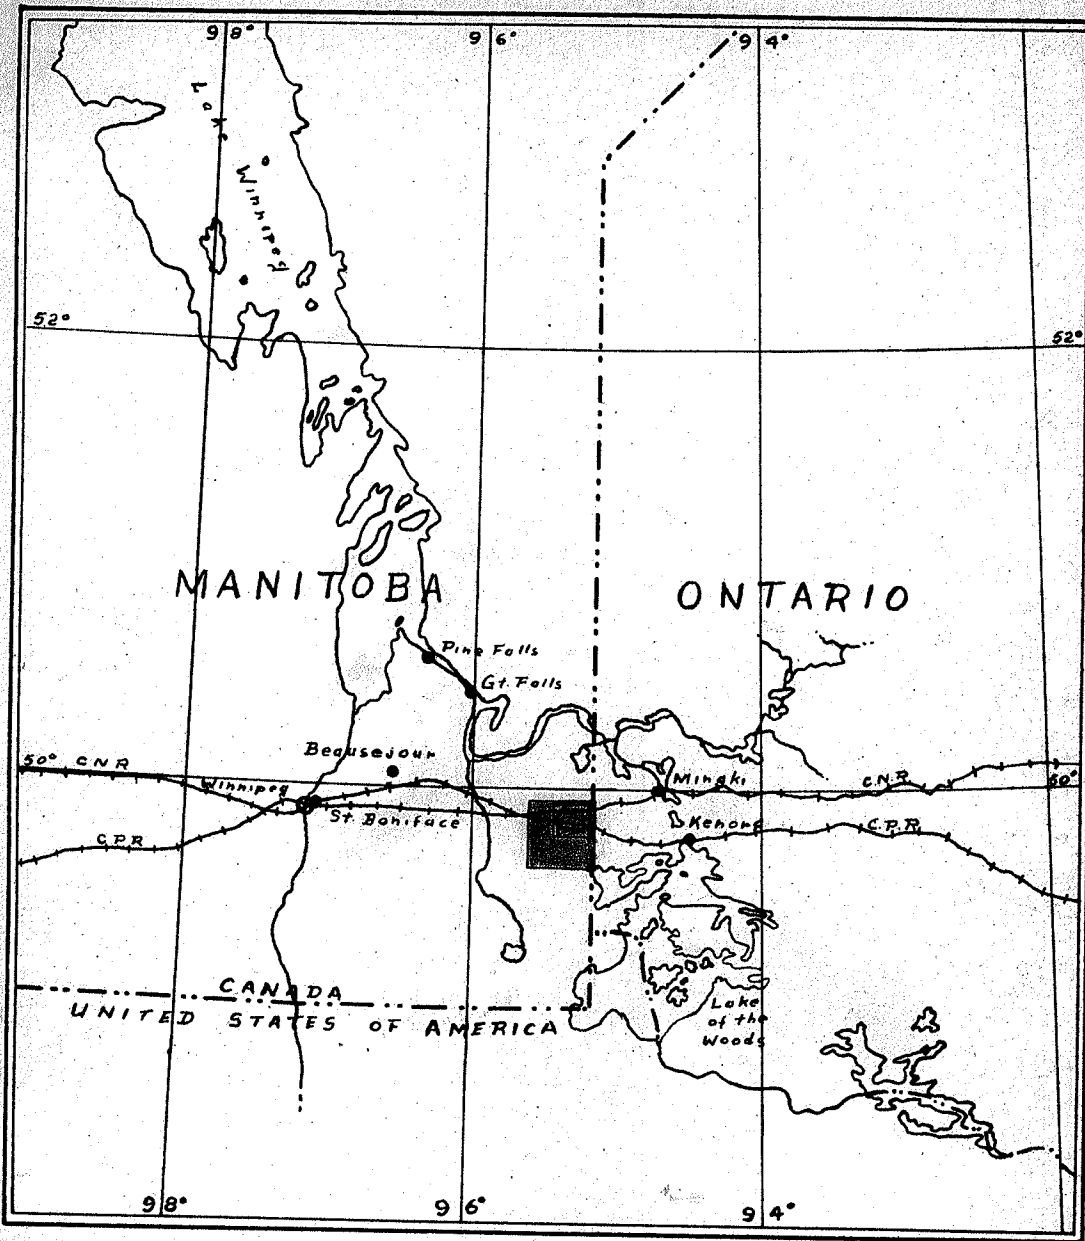 98°
96°
94°
Lake
Winnipeg
52°
52°
MANITOBA
ONTARIO
Pine Falls
Gt. Falls
Beausejour
50°
C.N.R
Winnipeg
St. Boniface
Minaki
C.N.R
50°
C.P.R
Kenora
C.P.R
CANADA
UNITED STATES OF AMERICA
Lake
of the
Woods
98°
96°
94°